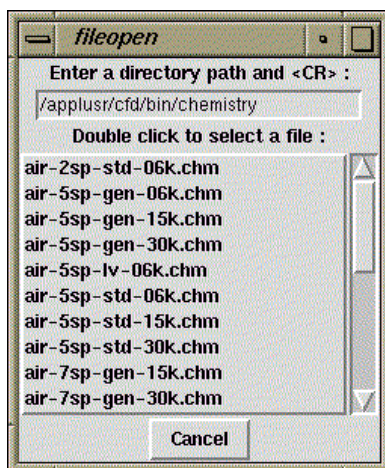 fileopen
Enter a directory path and <CR> :
/applusr/cfd/bin/chemistry
Double click to select a file :
air-2sp-std-06k.chm
air-5sp-gen-06k.chm
air-5sp-gen-15k.chm
air-5sp-gen-30k.chm
air-5sp-lv-06k.chm
air-5sp-std-06k.chm
air-5sp-std-15k.chm
air-5sp-std-30k.chm
air-7sp-gen-15k.chm
air-7sp-gen-30k.chm
Cancel